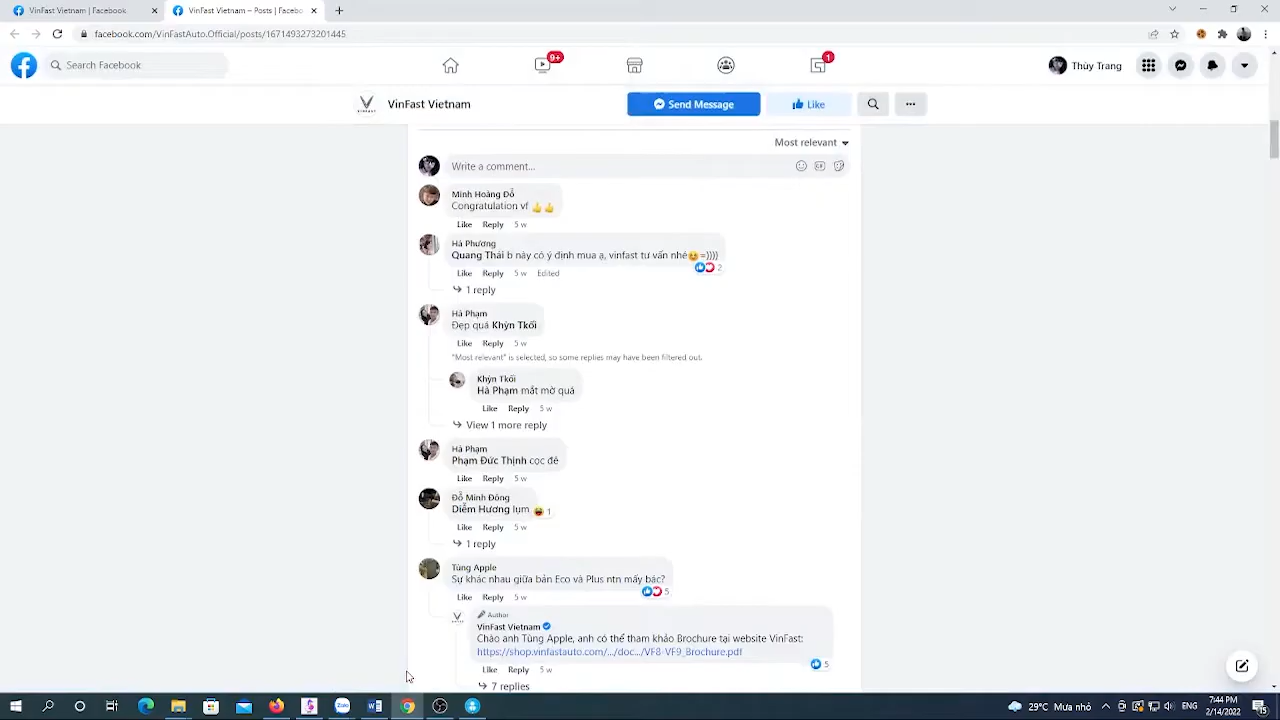 VinFast Vietnam | Facebook
VinFast Vietnam – Posts | Facebo
facebook.com/VinFastAuto.Official/posts/1671493273201445
Search Facebook
9+
1
Thùy Trang
VINFAST
VinFast Vietnam
Send Message
Like
Most relevant
Write a comment...
GIF
Minh Hoàng Đỗ
Congratulation vf 👍👍
Like Reply 5 w
Hà Phương
Quang Thái b này có ý định mua ạ, vinfast tư vấn nhé😊=))))
2
Like Reply 5 w Edited
1 reply
Hà Phạm
Đẹp quá Khỳn Tkối
Like Reply 5 w
"Most relevant" is selected, so some replies may have been filtered out.
Khỳn Tkối
Hà Phạm mắt mờ quá
Like Reply 5 w
View 1 more reply
Hà Phạm
Phạm Đức Thịnh cọc đê
Like Reply 5 w
Đỗ Minh Đông
Diễm Hương lụm
1
Like Reply 5 w
1 reply
Tùng Apple
Sự khác nhau giữa bản Eco và Plus ntn mấy bác?
5
Like Reply 5 w
Author
VinFast Vietnam
Chào anh Tùng Apple, anh có thể tham khảo Brochure tại website VinFast:
https://shop.vinfastauto.com/.../doc.../VF8-VF9_Brochure.pdf
5
Like Reply 5 w
7 replies
Zalo
29°C Mưa nhỏ
ENG
7:44 PM
2/14/2022